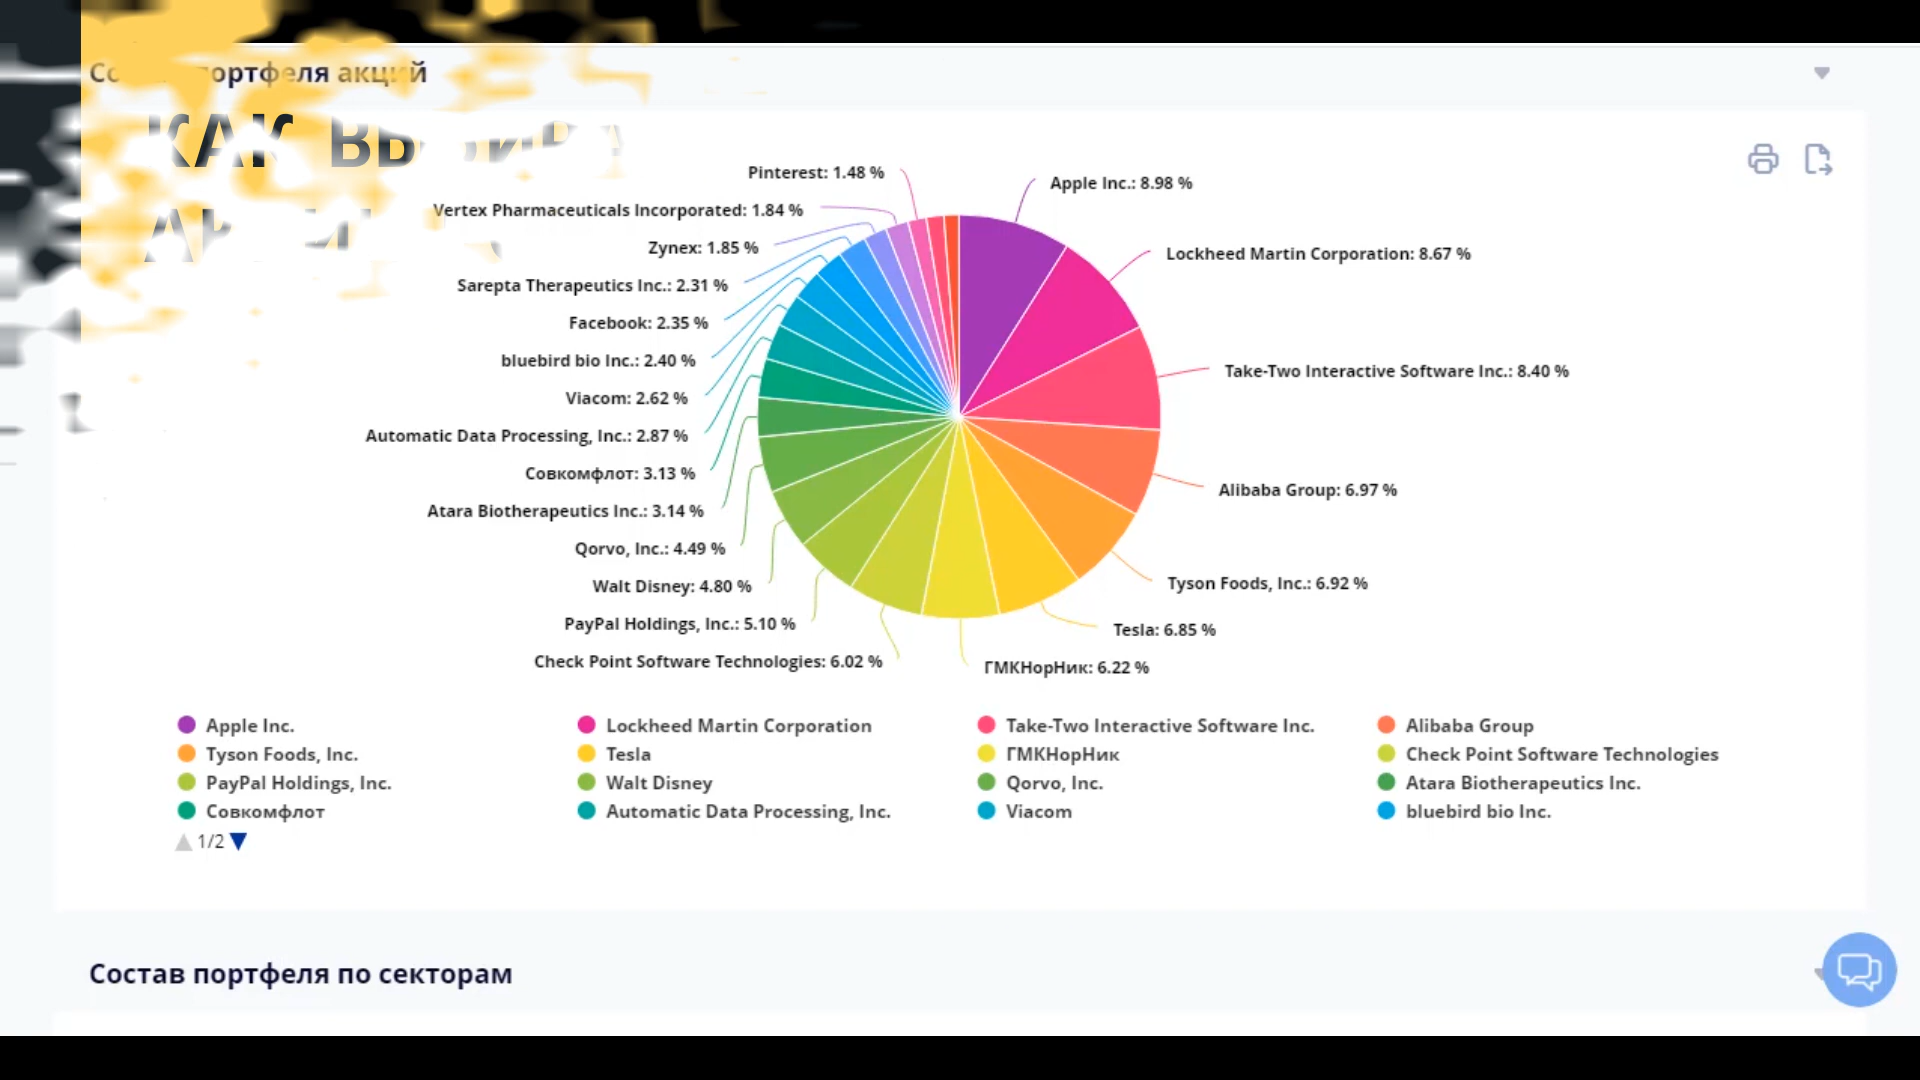 портфеля акций
КАК
Pinterest: 1.48 %
Apple Inc.: 8.98 %
Vertex Pharmaceuticals Incorporated: 1.84 %
Zynex: 1.85 %
Lockheed Martin Corporation: 8.67 %
Sarepta Therapeutics Inc.: 2.31 %
Facebook: 2.35 %
bluebird bio Inc.: 2.40 %
Take-Two Interactive Software Inc.: 8.40 %
Viacom: 2.62 %
Automatic Data Processing, Inc.: 2.87 %
Совкомфлот: 3.13 %
Alibaba Group: 6.97 %
Atara Biotherapeutics Inc.: 3.14 %
Qorvo, Inc.: 4.49 %
Walt Disney: 4.80 %
Tyson Foods, Inc.: 6.92 %
PayPal Holdings, Inc.: 5.10 %
Tesla: 6.85 %
Check Point Software Technologies: 6.02 %
ГМКНорНик: 6.22 %
Apple Inc.
Lockheed Martin Corporation
Take-Two Interactive Software Inc.
Alibaba Group
Tyson Foods, Inc.
Tesla
ГМКНорНик
Check Point Software Technologies
PayPal Holdings, Inc.
Walt Disney
Qorvo, Inc.
Atara Biotherapeutics Inc.
Совкомфлот
Automatic Data Processing, Inc.
Viacom
bluebird bio Inc.
1/2
Состав портфеля по секторам